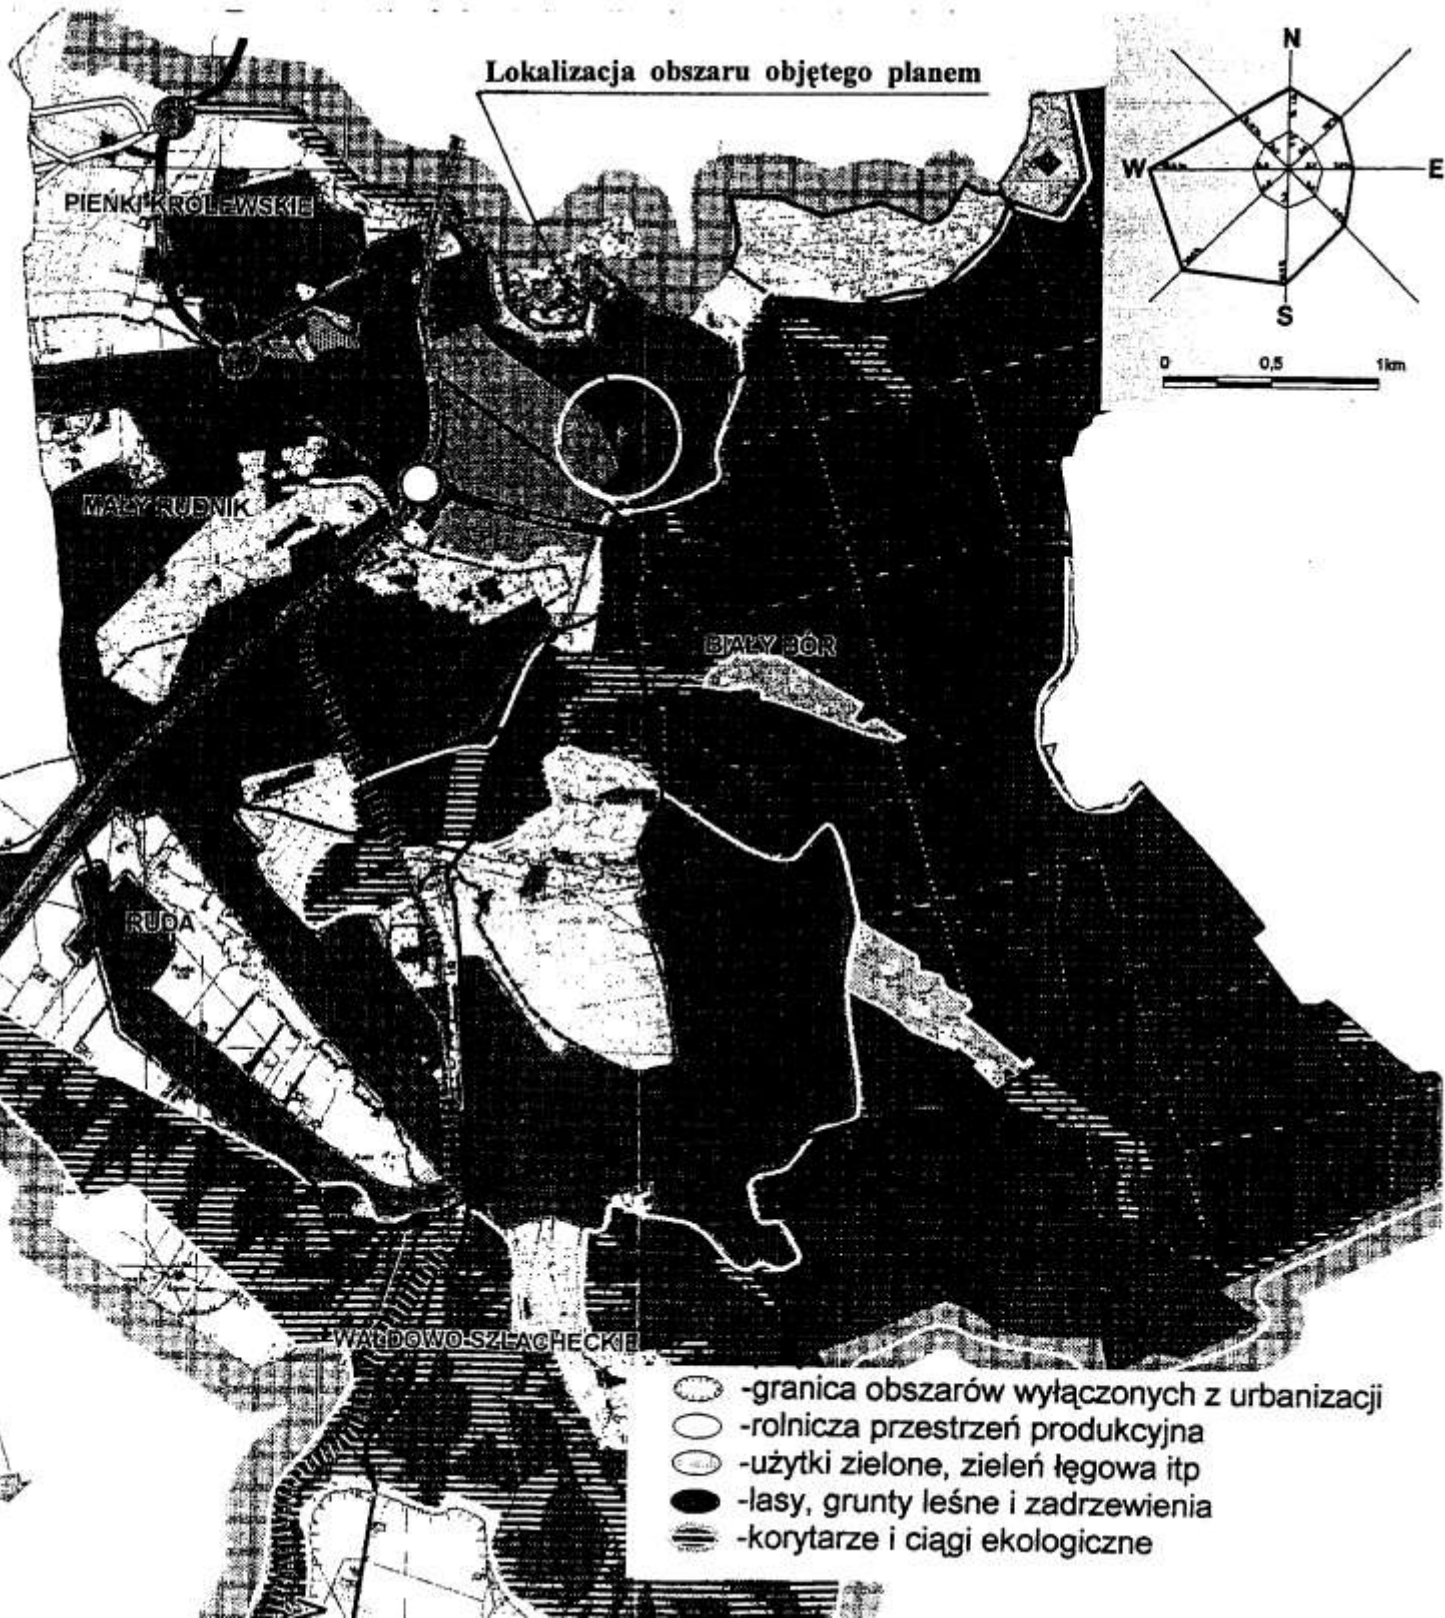 Lokalizacja obszaru objętego planem
N
W
E
S
0 0,5 1km
PIEŃKI KRÓLEWSKIE
MAŁY RUDNIK
BIAŁY BÓR
RUDA
WAŁDOWO SZLACHECKIE
-granica obszarów wyłączonych z urbanizacji
-rolnicza przestrzeń produkcyjna
-użytki zielone, zieleń łęgowa itp
-lasy, grunty leśne i zadrzewienia
-korytarze i ciągi ekologiczne